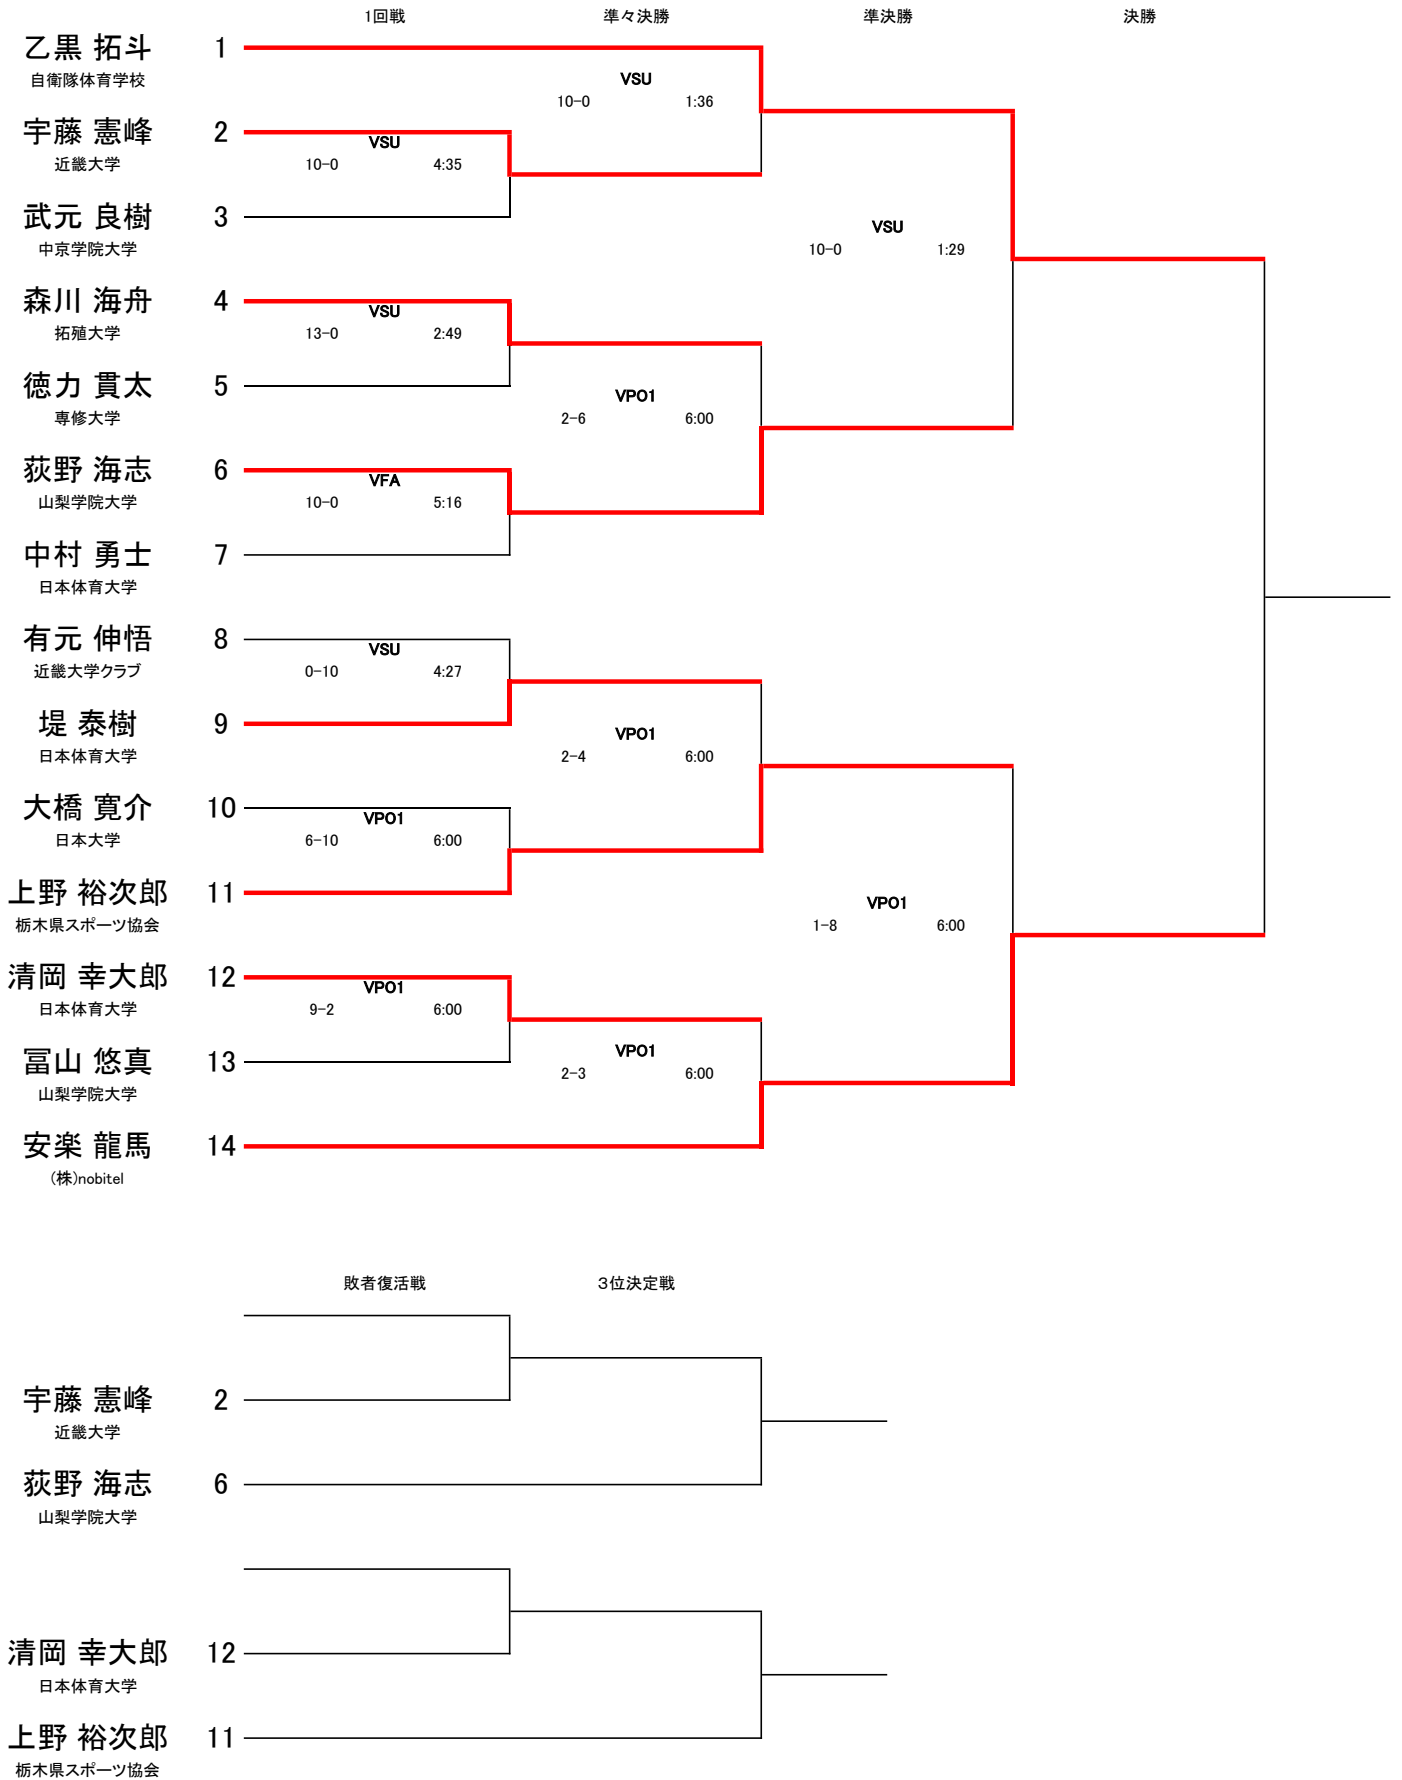 1回戦 準々決勝 準決勝 決勝
乙黒 拓斗 1
自衛隊体育学校
VSU
10-0 1:36
宇藤 憲峰 2
近畿大学
VSU
10-0 4:35
武元 良樹 3
中京学院大学
VSU
10-0 1:29
森川 海舟 4
拓殖大学
VSU
13-0 2:49
徳力 貫太 5
専修大学
VPO1
2-6 6:00
荻野 海志 6
山梨学院大学
VFA
10-0 5:16
中村 勇士 7
日本体育大学
有元 伸悟 8
近畿大学クラブ
VSU
0-10 4:27
堤 泰樹 9
日本体育大学
VPO1
2-4 6:00
大橋 寛介 10
日本大学
VPO1
6-10 6:00
上野 裕次郎 11
栃木県スポーツ協会
VPO1
1-8 6:00
清岡 幸大郎 12
日本体育大学
VPO1
9-2 6:00
冨山 悠真 13
山梨学院大学
VPO1
2-3 6:00
安楽 龍馬 14
(株)nobitel
敗者復活戦 3位決定戦
宇藤 憲峰 2
近畿大学
荻野 海志 6
山梨学院大学
清岡 幸大郎 12
日本体育大学
上野 裕次郎 11
栃木県スポーツ協会